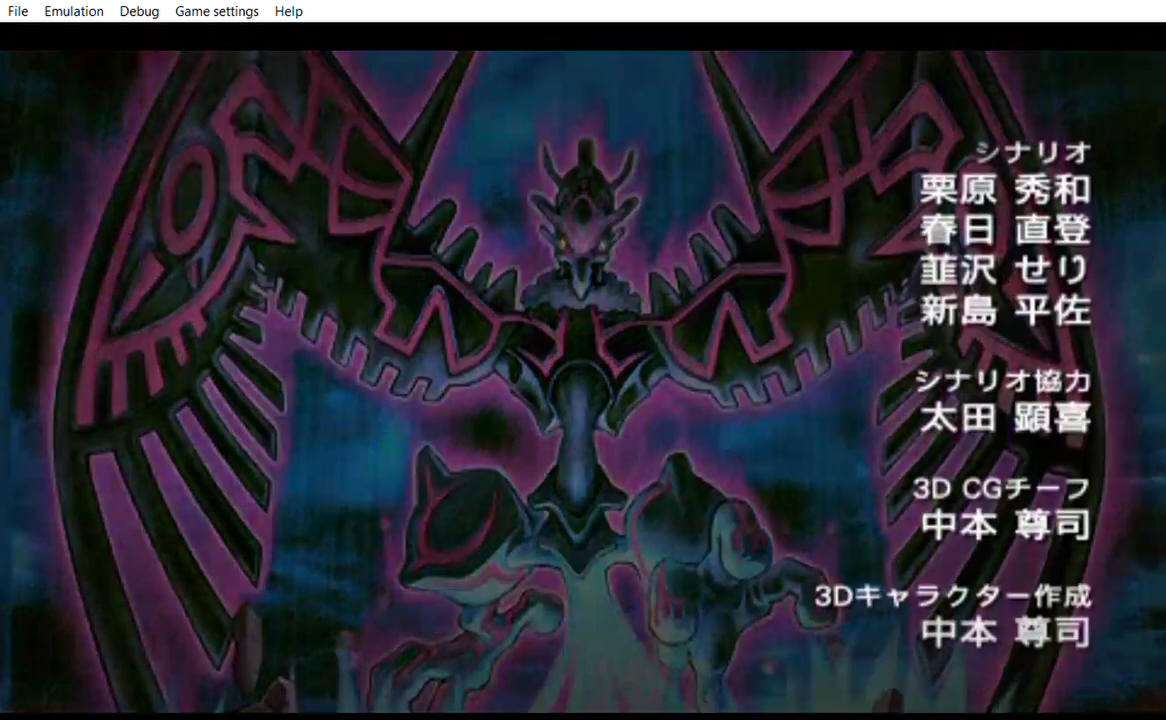 File Emulation Debug Game settings Help
シナリオ
栗原 秀和
春日 直登
韮沢 せり
新島 平佐
シナリオ協力
太田 顕喜
3D CGチーフ
中本 尊司
3Dキャラクター作成
中本 尊司